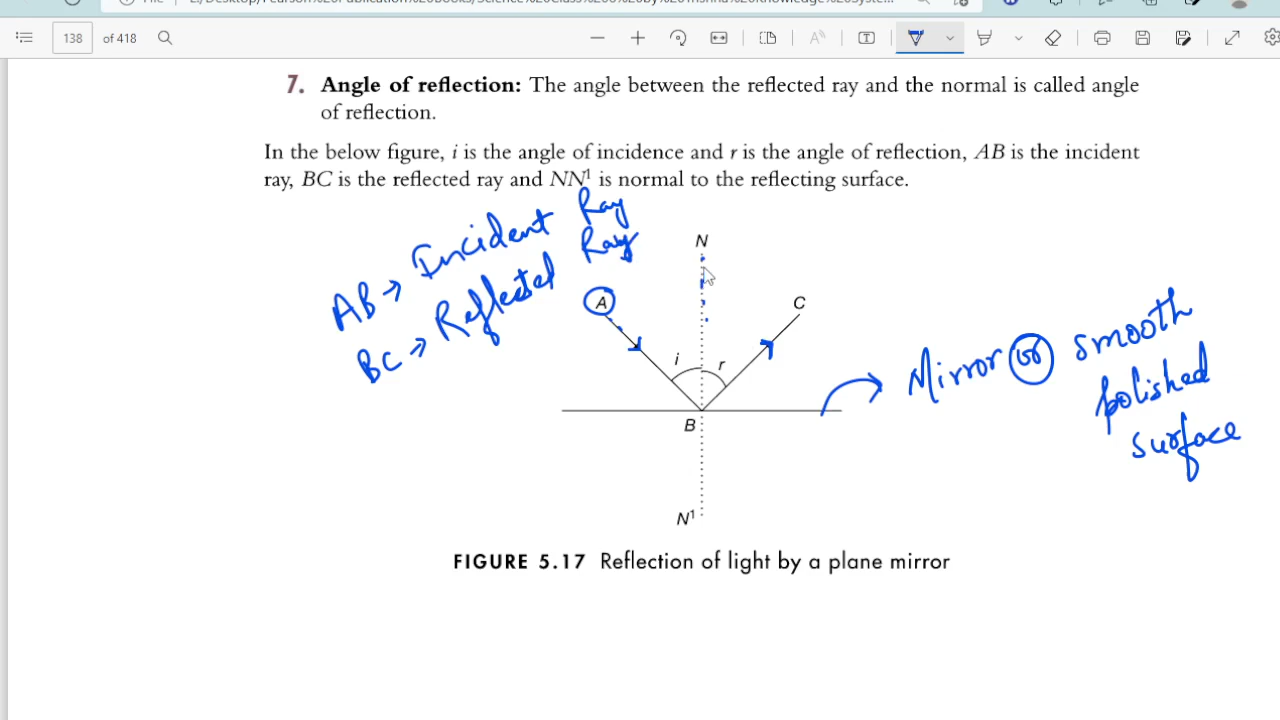 138 of 418
7. Angle of reflection: The angle between the reflected ray and the normal is called angle
of reflection.
In the below figure, i is the angle of incidence and r is the angle of reflection, AB is the incident
ray, BC is the reflected ray and NN¹ is normal to the reflecting surface.
AB → Incident Ray
BC → Reflected Ray
N
A
C
i
r
B
N¹
Mirror or smooth
polished
surface
FIGURE 5.17 Reflection of light by a plane mirror